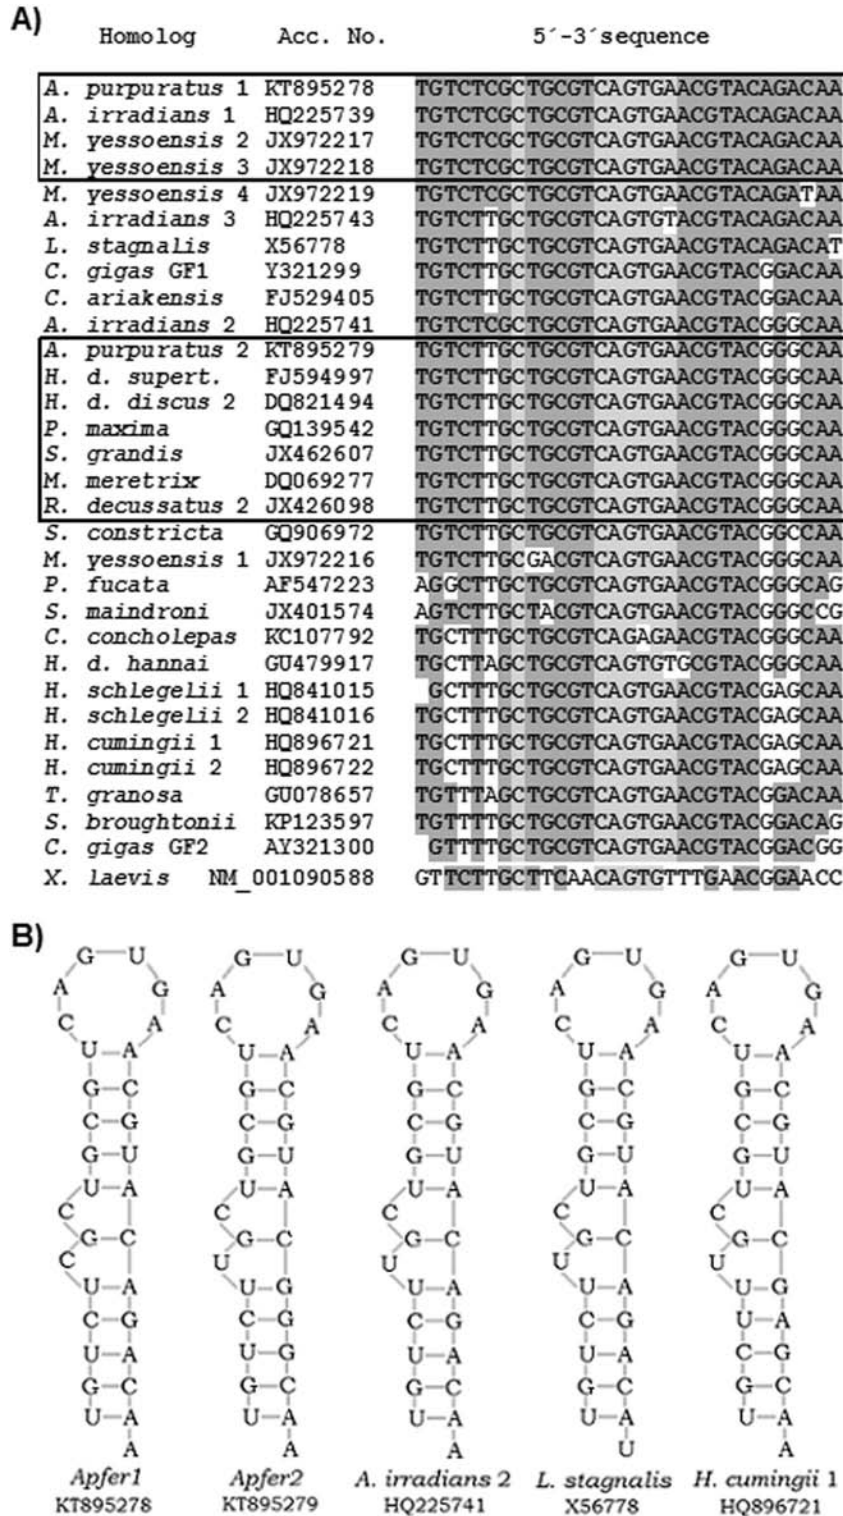 A)
Homolog Acc. No. 5´-3´sequence
A. purpuratus 1 KT895278 TGTCTCGCTGCGTCAGTGAACGTACAGACAA
A. irradians 1 HQ225739 TGTCTCGCTGCGTCAGTGAACGTACAGACAA
M. yessoensis 2 JX972217 TGTCTCGCTGCGTCAGTGAACGTACAGACAA
M. yessoensis 3 JX972218 TGTCTCGCTGCGTCAGTGAACGTACAGACAA
M. yessoensis 4 JX972219 TGTCTCGCTGCGTCAGTGAACGTACAGATAA
A. irradians 3 HQ225743 TGTCTTGCTGCGTCAGTGTACGTACAGACAA
L. stagnalis X56778 TGTCTTGCTGCGTCAGTGAACGTACAGACAT
C. gigas GF1 Y321299 TGTCTTGCTGCGTCAGTGAACGTACGGACAA
C. ariakensis FJ529405 TGTCTTGCTGCGTCAGTGAACGTACGGACAA
A. irradians 2 HQ225741 TGTCTCGCTGCGTCAGTGAACGTACGGGCAA
A. purpuratus 2 KT895279 TGTCTTGCTGCGTCAGTGAACGTACGGGCAA
H. d. supert. FJ594997 TGTCTTGCTGCGTCAGTGAACGTACGGGCAA
H. d. discus 2 DQ821494 TGTCTTGCTGCGTCAGTGAACGTACGGGCAA
P. maxima GQ139542 TGTCTTGCTGCGTCAGTGAACGTACGGGCAA
S. grandis JX462607 TGTCTTGCTGCGTCAGTGAACGTACGGGCAA
M. meretrix DQ069277 TGTCTTGCTGCGTCAGTGAACGTACGGGCAA
R. decussatus 2 JX426098 TGTCTTGCTGCGTCAGTGAACGTACGGGCAA
S. constricta GQ906972 TGTCTTGCTGCGTCAGTGAACGTACGGCCAA
M. yessoensis 1 JX972216 TGTCTTGCGACGTCAGTGAACGTACGGGCAA
P. fucata AF547223 AGGCTTGCTGCGTCAGTGAACGTACGGGCAG
S. maindroni JX401574 AGTCTTGCTACGTCAGTGAACGTACGGGCCG
C. concholepas KC107792 TGCTTTGCTGCGTCAGAGAACGTACGGGCAA
H. d. hannai GU479917 TGCTTAGCTGCGTCAGTGTGCGTACGGGCAA
H. schlegelii 1 HQ841015 GCTTTGCTGCGTCAGTGAACGTACGAGCAA
H. schlegelii 2 HQ841016 TGCTTTGCTGCGTCAGTGAACGTACGAGCAA
H. cumingii 1 HQ896721 TGCTTTGCTGCGTCAGTGAACGTACGAGCAA
H. cumingii 2 HQ896722 TGCTTTGCTGCGTCAGTGAACGTACGAGCAA
T. granosa GU078657 TGTTTAGCTGCGTCAGTGAACGTACGGACAA
S. broughtonii KP123597 TGTTTTGCTGCGTCAGTGAACGTACGGACAG
C. gigas GF2 AY321300 GTTTTGCTGCGTCAGTGAACGTACGGACGG
X. laevis NM_001090588 GTTCTTGCTTCAACAGTGTTTGAACGGAACC
B)
G U G U G U G U G U
A G A G A G A G A G
C A C A C A C A C A
U A U A U A U A U A
G C G C G C G C G C
C G C G C G C G C G
G U G U G U G U G U
U A U A U A U A U A
C C C C C
G C G C G C G C G C
C U U U U
U A U G U A U A U G
C G C G C G C G U A
U A U G U A U A C G
G C G C G C G C G C
U A U A U A U A U A
A A A U A
Apfer1 Apfer2 A. irradians 2 L. stagnalis H. cumingii 1
KT895278 KT895279 HQ225741 X56778 HQ896721